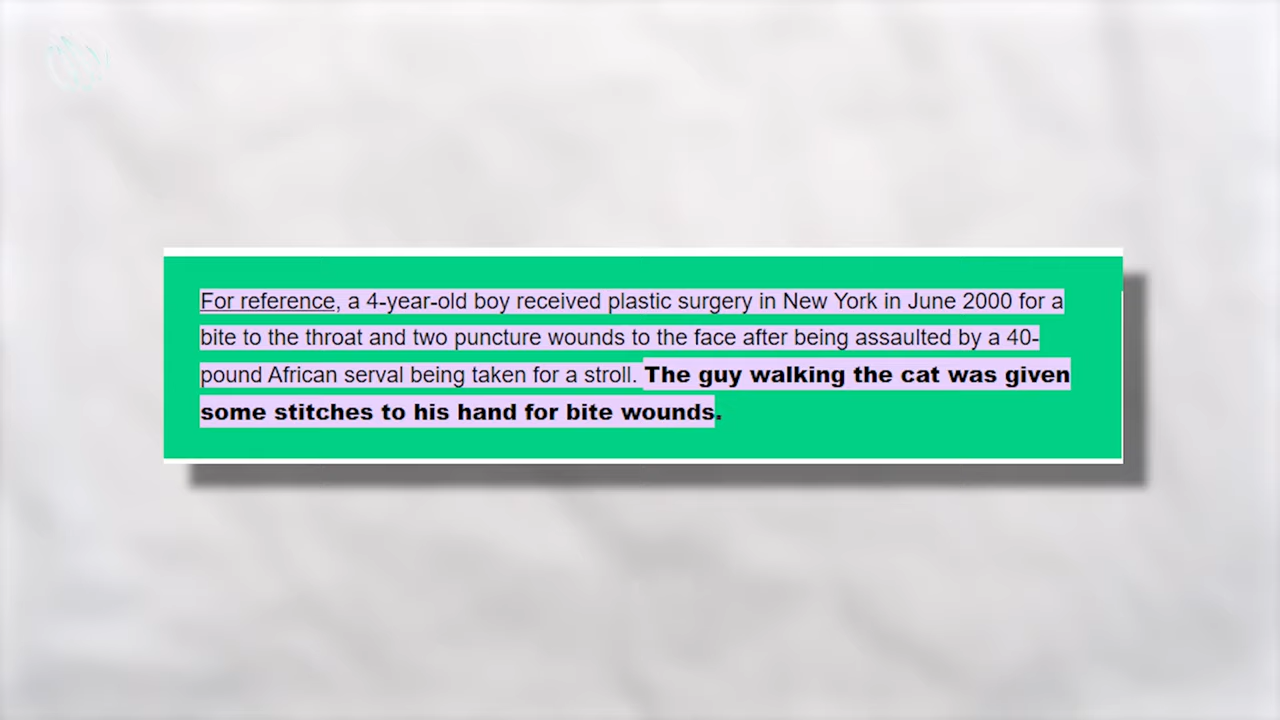 For reference, a 4-year-old boy received plastic surgery in New York in June 2000 for a
bite to the throat and two puncture wounds to the face after being assaulted by a 40-
pound African serval being taken for a stroll. The guy walking the cat was given
some stitches to his hand for bite wounds.